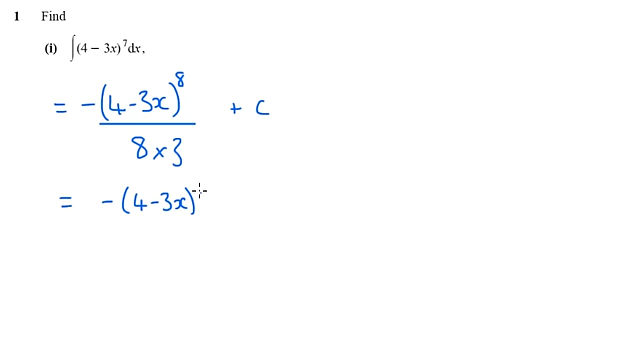 1 Find
(i) ∫(4 − 3x)⁷dx,
= −(4-3x)⁸ / 8×3 + c
= −(4-3x)